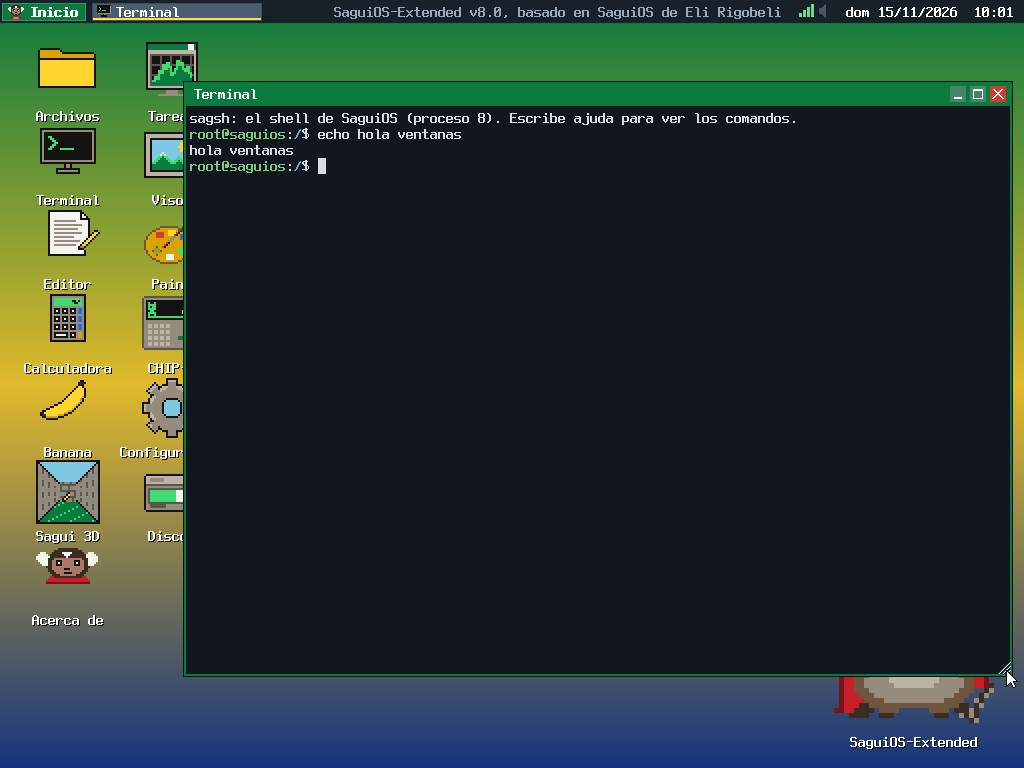 Inicio
Terminal
SaguiOS-Extended v8.0, basado en SaguiOS de Eli Rigobeli
dom 15/11/2026 10:01
Archivos
Terminal
Editor
Calculadora
Banana
Sagui 3D
Acerca de
Terminal
sagsh: el shell de SaguiOS (proceso 8). Escribe ajuda para ver los comandos.
root@saguios:/$ echo hola ventanas
hola ventanas
root@saguios:/$
SaguiOS-Extended